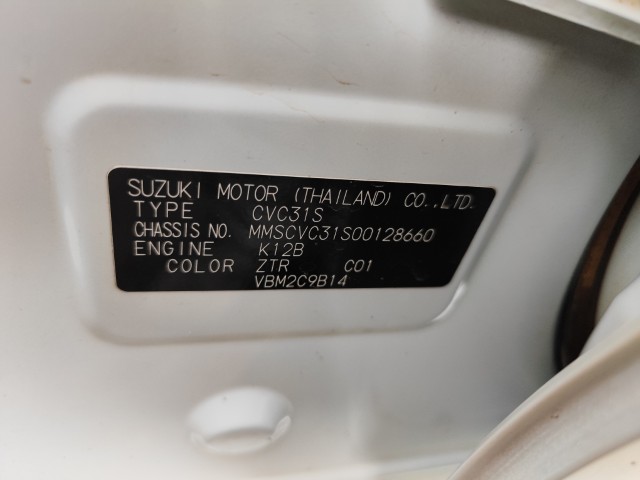 SUZUKI MOTOR (THAILAND) CO.,LTD.
TYPE CVC31S
CHASSIS NO. MMSCVC31S00128660
ENGINE K12B
COLOR ZTR C01
VBM2C9B14